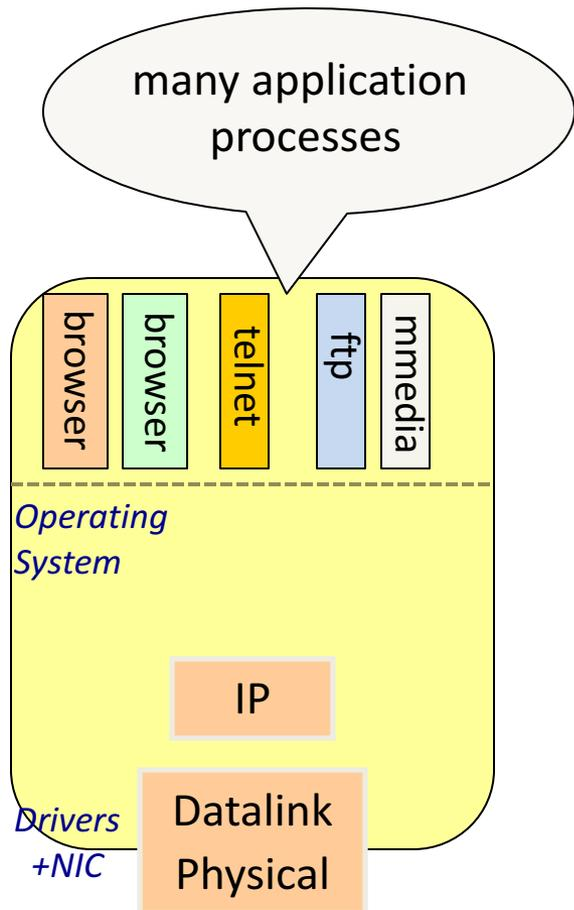 many application
processes
browser
browser
telnet
ftp
mmedia
Operating
System
IP
Drivers
+NIC
Datalink
Physical